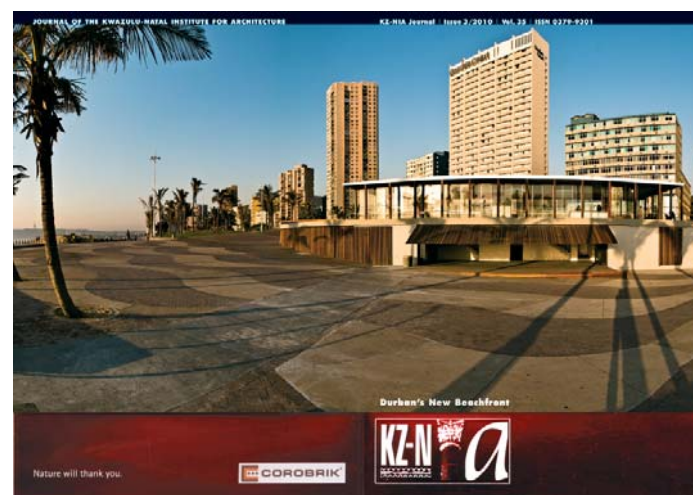 JOURNAL OF THE KWAZULU-NATAL INSTITUTE FOR ARCHITECTURE
KZ-NIA Journal | Issue 3/2010 | Vol. 35 | ISSN 0379-9301
Durban's New Beachfront
KZ-N
a
Nature will thank you.
COROBRIK